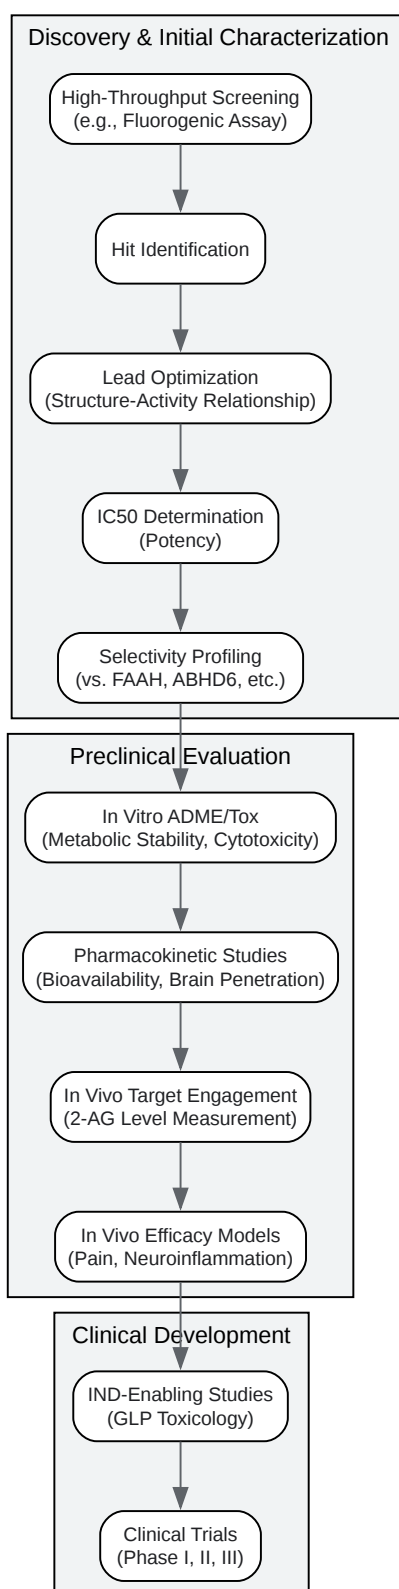 Discovery & Initial Characterization
High-Throughput Screening
(e.g., Fluorogenic Assay)
Hit Identification
Lead Optimization
(Structure-Activity Relationship)
IC50 Determination
(Potency)
Selectivity Profiling
(vs. FAAH, ABHD6, etc.)
Preclinical Evaluation
In Vitro ADME/Tox
(Metabolic Stability, Cytotoxicity)
Pharmacokinetic Studies
(Bioavailability, Brain Penetration)
In Vivo Target Engagement
(2-AG Level Measurement)
In Vivo Efficacy Models
(Pain, Neuroinflammation)
Clinical Development
IND-Enabling Studies
(GLP Toxicology)
Clinical Trials
(Phase I, II, III)